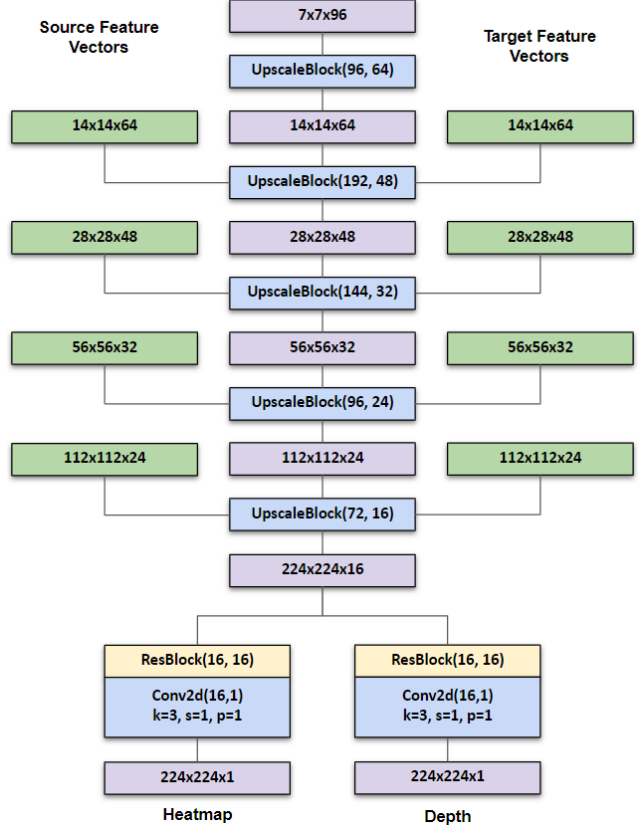 Source Feature
Vectors
7x7x96
Target Feature
Vectors
UpscaleBlock(96, 64)
14x14x64
14x14x64
14x14x64
UpscaleBlock(192, 48)
28x28x48
28x28x48
28x28x48
UpscaleBlock(144, 32)
56x56x32
56x56x32
56x56x32
UpscaleBlock(96, 24)
112x112x24
112x112x24
112x112x24
UpscaleBlock(72, 16)
224x224x16
ResBlock(16, 16)
Conv2d(16,1)
k=3, s=1, p=1
224x224x1
Heatmap
ResBlock(16, 16)
Conv2d(16,1)
k=3, s=1, p=1
224x224x1
Depth